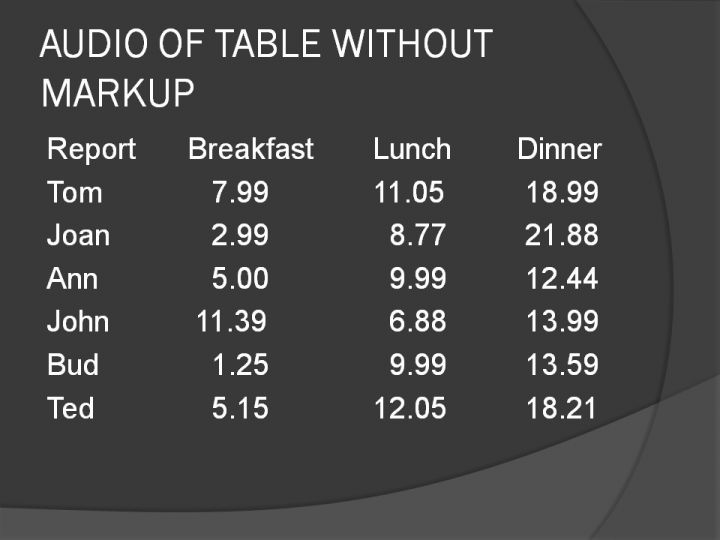 AUDIO OF TABLE WITHOUT
MARKUP
Report Breakfast Lunch Dinner
Tom 7.99 11.05 18.99
Joan 2.99 8.77 21.88
Ann 5.00 9.99 12.44
John 11.39 6.88 13.99
Bud 1.25 9.99 13.59
Ted 5.15 12.05 18.21